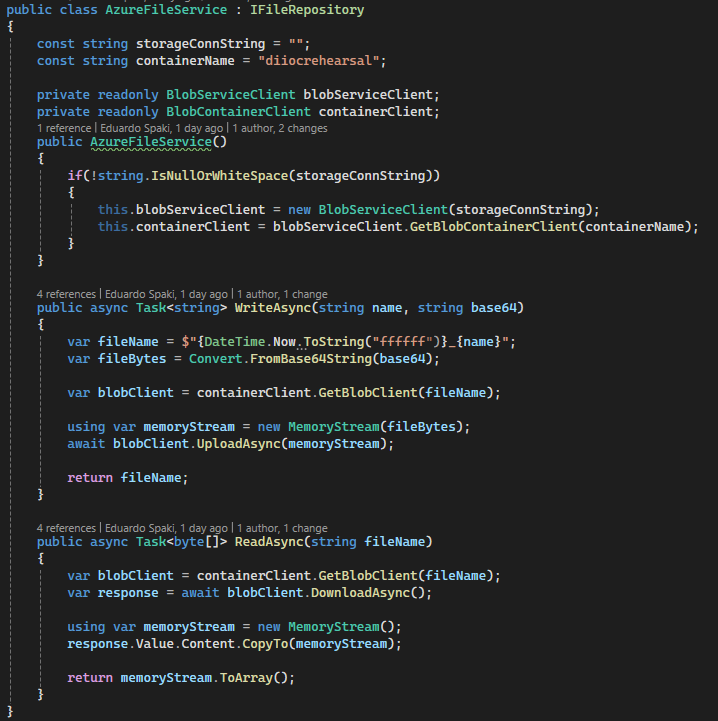 public class AzureFileService : IFileRepository
{
    const string storageConnString = "";
    const string containerName = "diiocrehearsal";

    private readonly BlobServiceClient blobServiceClient;
    private readonly BlobContainerClient containerClient;
    1 reference | Eduardo Spaki, 1 day ago | 1 author, 2 changes
    public AzureFileService()
    {
        if(!string.IsNullOrWhiteSpace(storageConnString))
        {
            this.blobServiceClient = new BlobServiceClient(storageConnString);
            this.containerClient = blobServiceClient.GetBlobContainerClient(containerName);
        }
    }

    4 references | Eduardo Spaki, 1 day ago | 1 author, 1 change
    public async Task<string> WriteAsync(string name, string base64)
    {
        var fileName = $"{DateTime.Now.ToString("ffffff")}_{name}";
        var fileBytes = Convert.FromBase64String(base64);

        var blobClient = containerClient.GetBlobClient(fileName);

        using var memoryStream = new MemoryStream(fileBytes);
        await blobClient.UploadAsync(memoryStream);

        return fileName;
    }

    4 references | Eduardo Spaki, 1 day ago | 1 author, 1 change
    public async Task<byte[]> ReadAsync(string fileName)
    {
        var blobClient = containerClient.GetBlobClient(fileName);
        var response = await blobClient.DownloadAsync();

        using var memoryStream = new MemoryStream();
        response.Value.Content.CopyTo(memoryStream);

        return memoryStream.ToArray();
    }
}